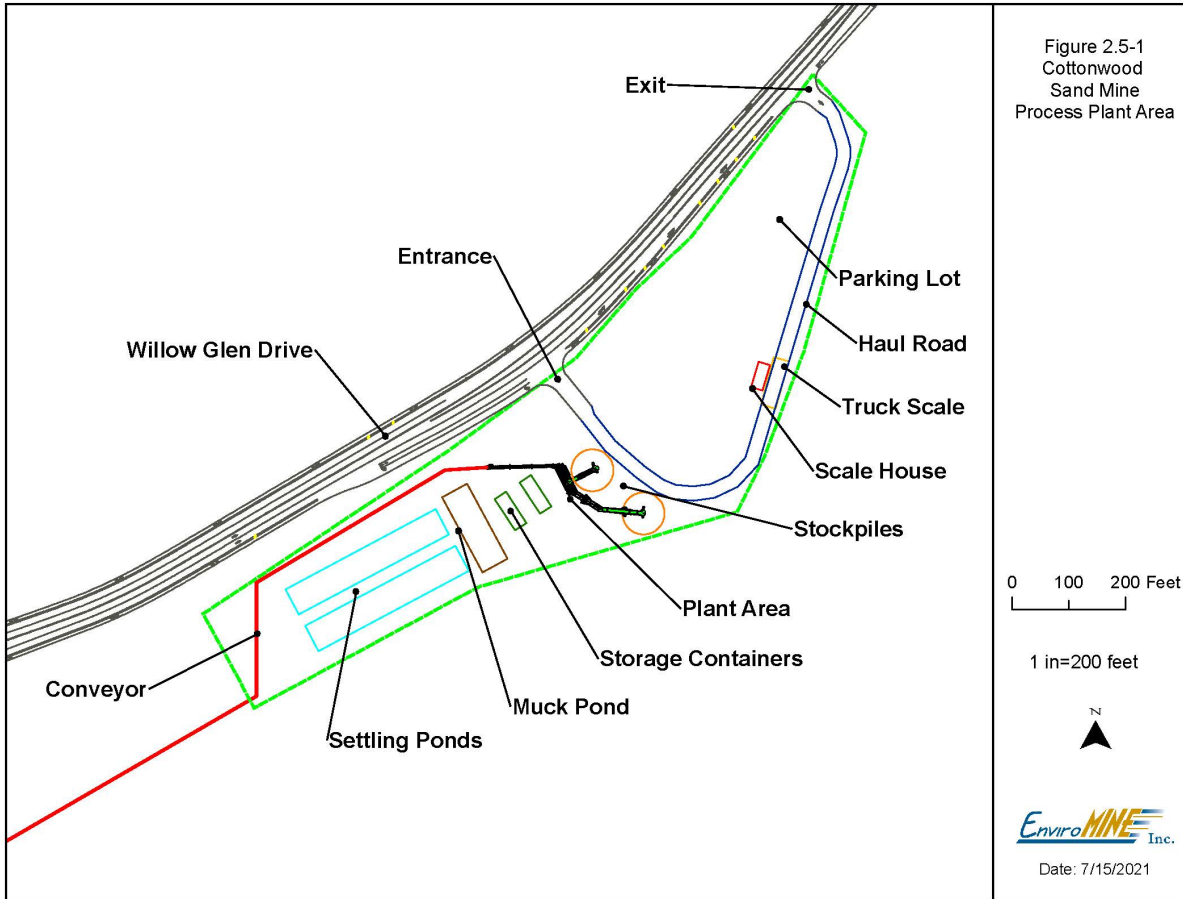 Figure 2.5-1
Cottonwood
Sand Mine
Process Plant Area
Exit
Entrance
Parking Lot
Willow Glen Drive
Haul Road
Truck Scale
Scale House
Stockpiles
Plant Area
Storage Containers
Conveyor
Muck Pond
Settling Ponds
0 100 200 Feet
1 in=200 feet
N
EnviroMINE Inc.
Date: 7/15/2021